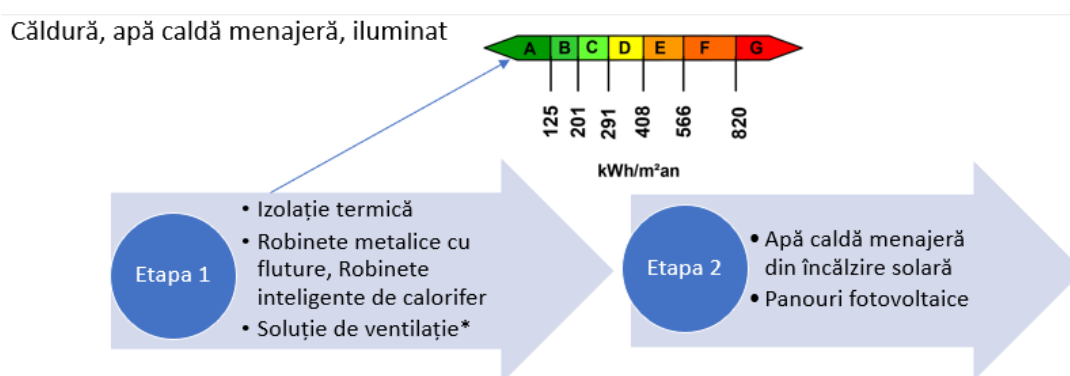 Căldură, apă caldă menajeră, iluminat
A B C D E F G
125 201 291 408 566 820
kWh/m²an
Etapa 1
• Izolație termică
• Robinete metalice cu
fluture, Robinete
inteligente de calorifer
• Soluție de ventilație*
Etapa 2
• Apă caldă menajeră
din încălzire solară
• Panouri fotovoltaice